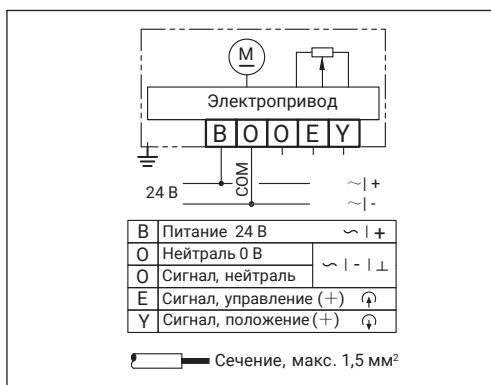 M
Электропривод
B O O E Y
COM
24 В
~| +
~| -
B Питание 24 В ∽ | +
O Нейтраль 0 В
∽ | - | ⊥
O Сигнал, нейтраль
E Сигнал, управление (+)
Y Сигнал, положение (+)
Сечение, макс. 1,5 мм²